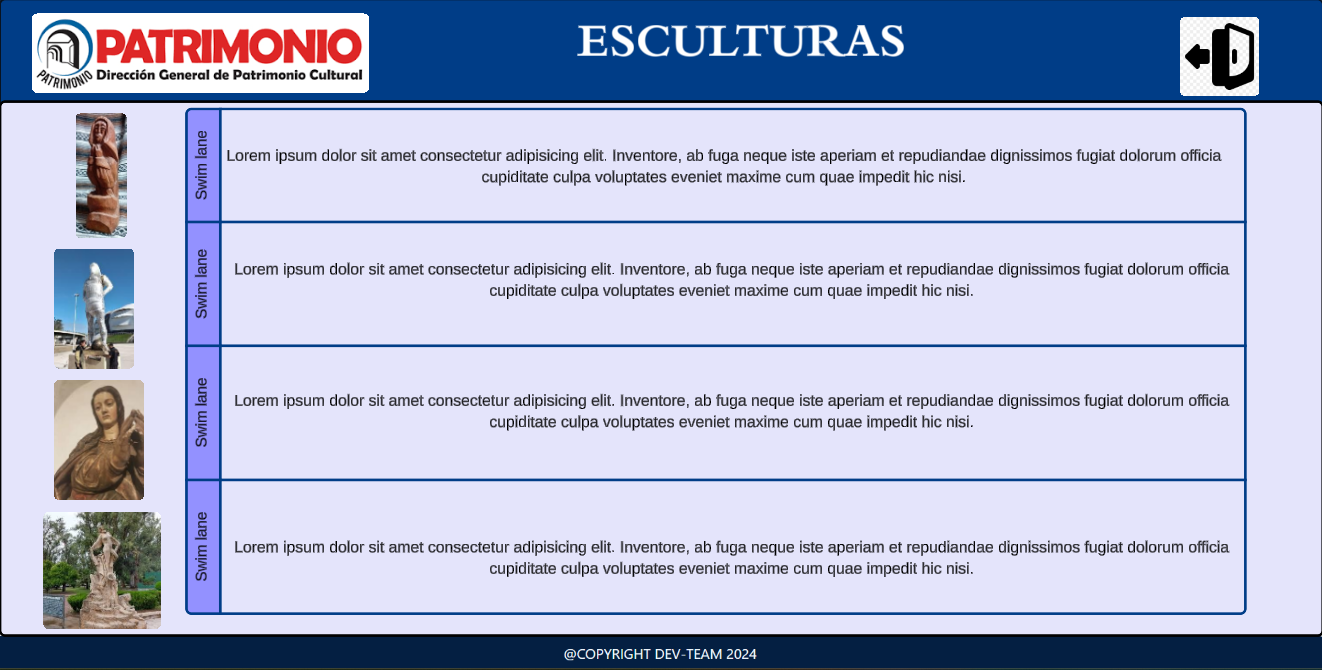 PATRIMONIO
Dirección General de Patrimonio Cultural
PATRIMONIO
ESCULTURAS
Swim lane
Lorem ipsum dolor sit amet consectetur adipisicing elit. Inventore, ab fuga neque iste aperiam et repudiandae dignissimos fugiat dolorum officia
cupiditate culpa voluptates eveniet maxime cum quae impedit hic nisi.
Swim lane
Lorem ipsum dolor sit amet consectetur adipisicing elit. Inventore, ab fuga neque iste aperiam et repudiandae dignissimos fugiat dolorum officia
cupiditate culpa voluptates eveniet maxime cum quae impedit hic nisi.
Swim lane
Lorem ipsum dolor sit amet consectetur adipisicing elit. Inventore, ab fuga neque iste aperiam et repudiandae dignissimos fugiat dolorum officia
cupiditate culpa voluptates eveniet maxime cum quae impedit hic nisi.
Swim lane
Lorem ipsum dolor sit amet consectetur adipisicing elit. Inventore, ab fuga neque iste aperiam et repudiandae dignissimos fugiat dolorum officia
cupiditate culpa voluptates eveniet maxime cum quae impedit hic nisi.
@COPYRIGHT DEV-TEAM 2024